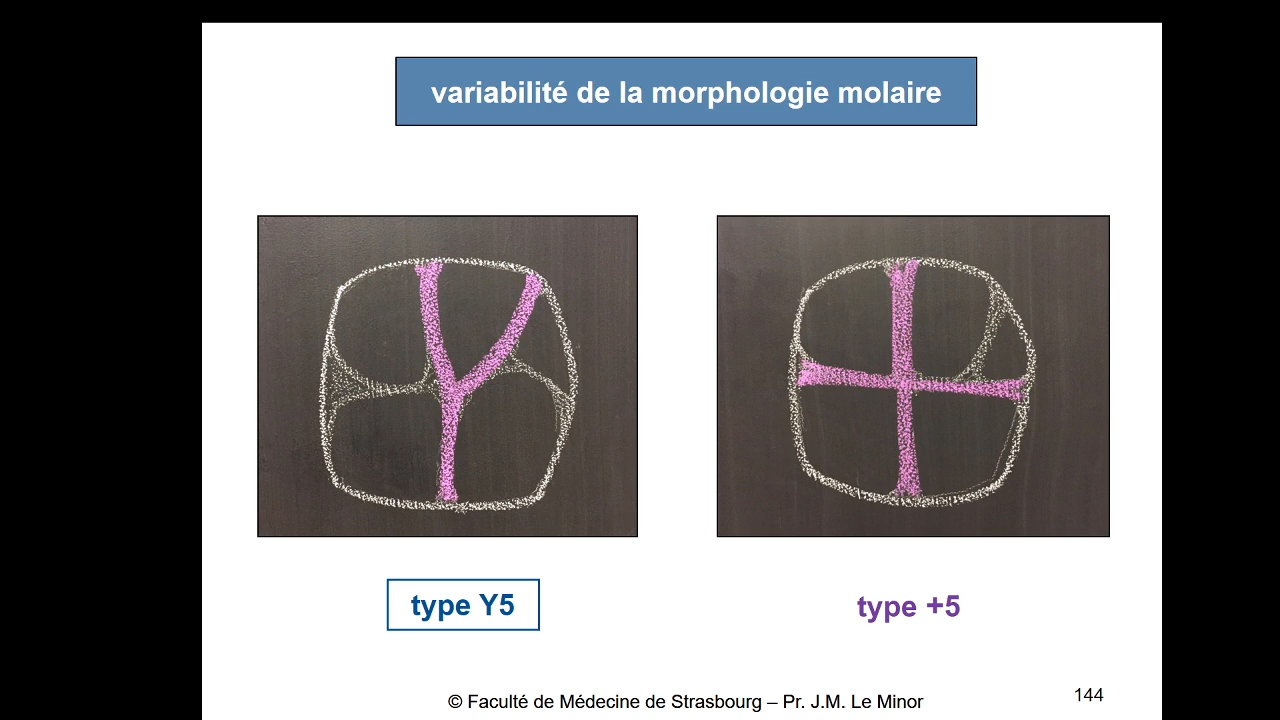 variabilité de la morphologie molaire
type Y5
type +5
© Faculté de Médecine de Strasbourg – Pr. J.M. Le Minor
144